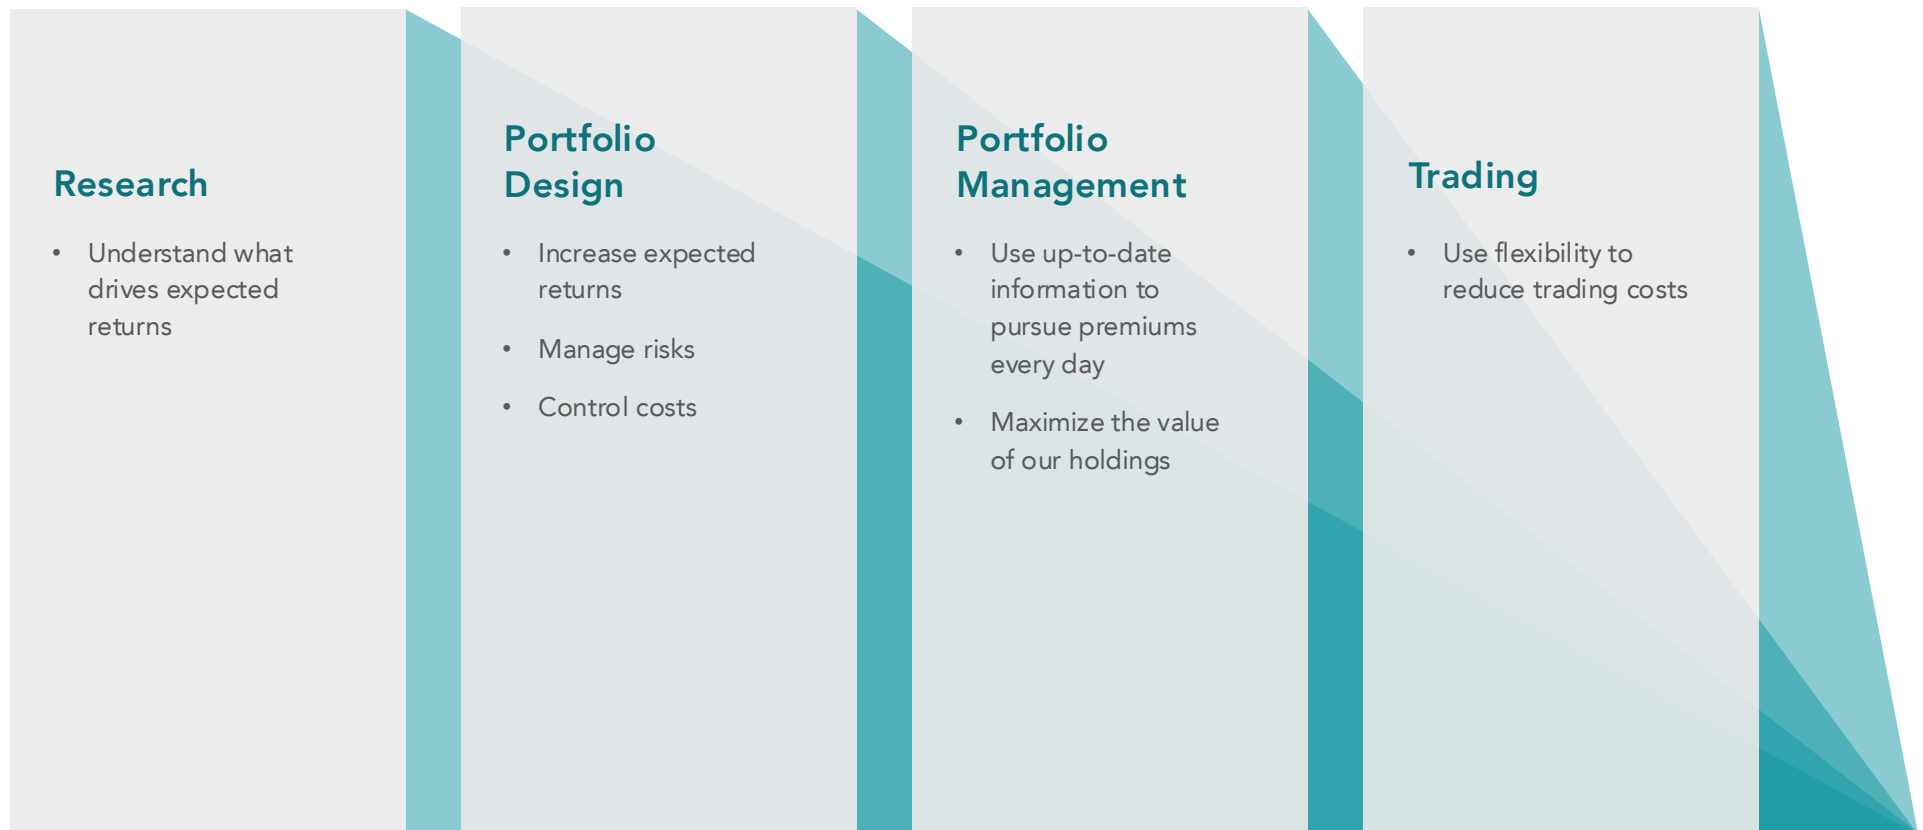 Research
• Understand what
drives expected
returns
Portfolio
Design
• Increase expected
returns
• Manage risks
• Control costs
Portfolio
Management
• Use up-to-date
information to
pursue premiums
every day
• Maximize the value
of our holdings
Trading
• Use flexibility to
reduce trading costs